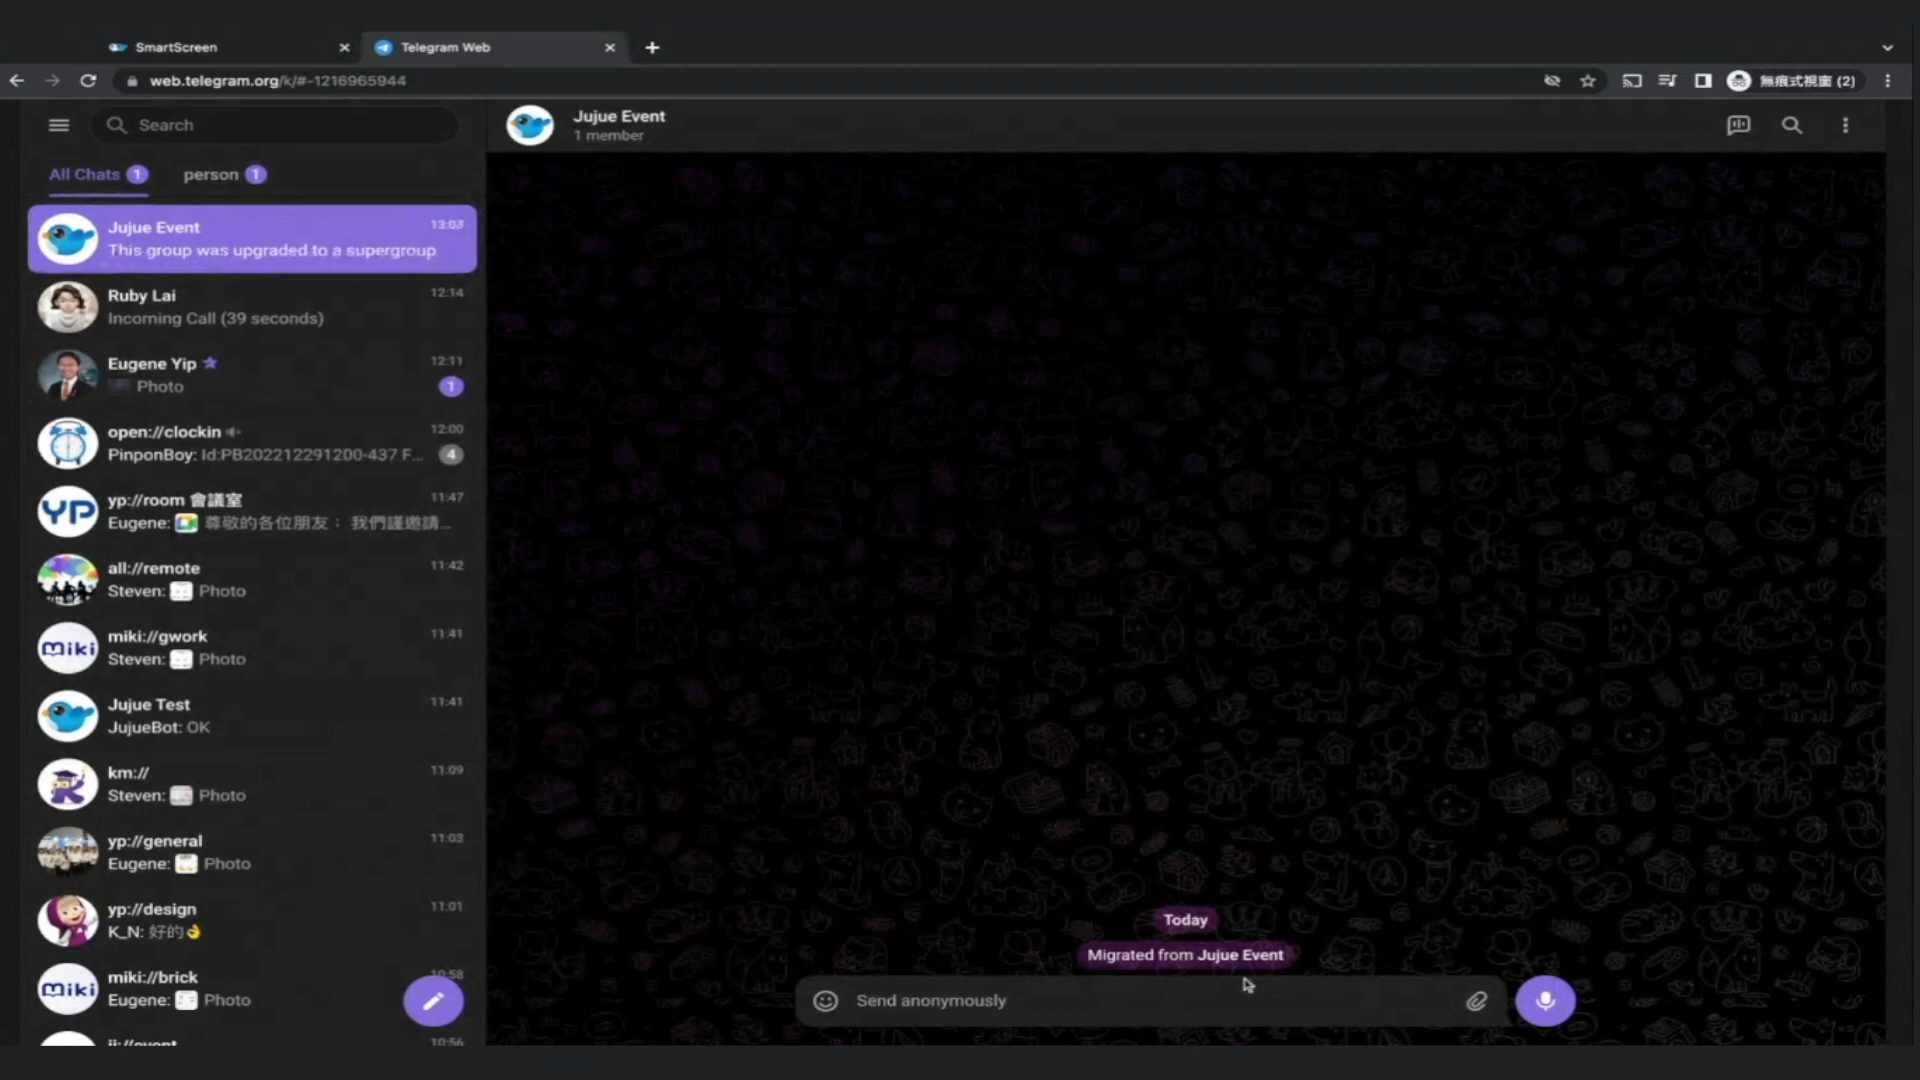 SmartScreen
Telegram Web
web.telegram.org/k/#-1216965944
無痕式視窗 (2)
Search
All Chats 1
person 1
Jujue Event
13:03
This group was upgraded to a supergroup
Ruby Lai
12:14
Incoming Call (39 seconds)
Eugene Yip
12:11
Photo
1
open://clockin
12:00
PinponBoy: Id:PB202212291200-437 F...
4
YP
yp://room 會議室
11:47
Eugene: 尊敬的各位朋友： 我們謹邀請...
all://remote
11:42
Steven: Photo
miki
miki://gwork
11:41
Steven: Photo
Jujue Test
11:41
JujueBot: OK
km://
11:09
Steven: Photo
yp://general
11:03
Eugene: Photo
yp://design
11:01
K_N: 好的👌
miki
miki://brick
10:58
Eugene: Photo
10:56
Jujue Event
1 member
Today
Migrated from Jujue Event
Send anonymously